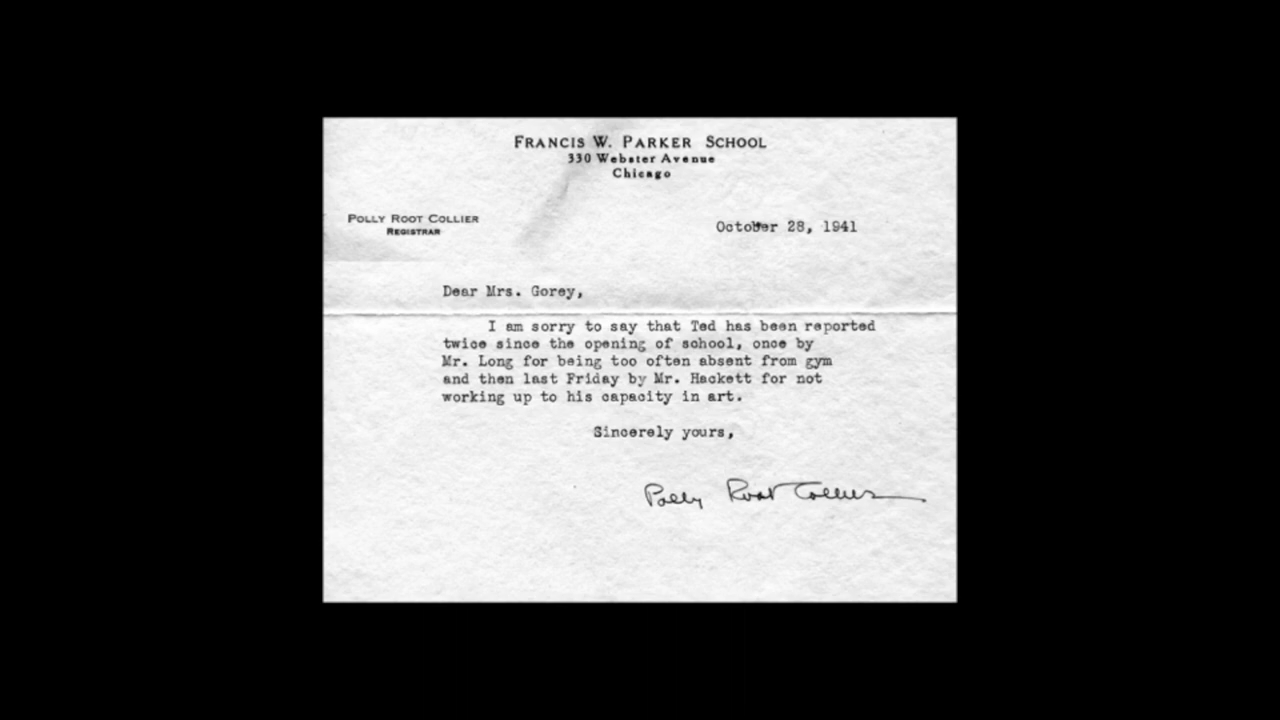 FRANCIS W. PARKER SCHOOL
330 Webster Avenue
Chicago
POLLY ROOT COLLIER
REGISTRAR
October 28, 1941
Dear Mrs. Gorey,
I am sorry to say that Ted has been reported
twice since the opening of school, once by
Mr. Long for being too often absent from gym
and then last Friday by Mr. Hackett for not
working up to his capacity in art.
Sincerely yours,
Polly Root Collier